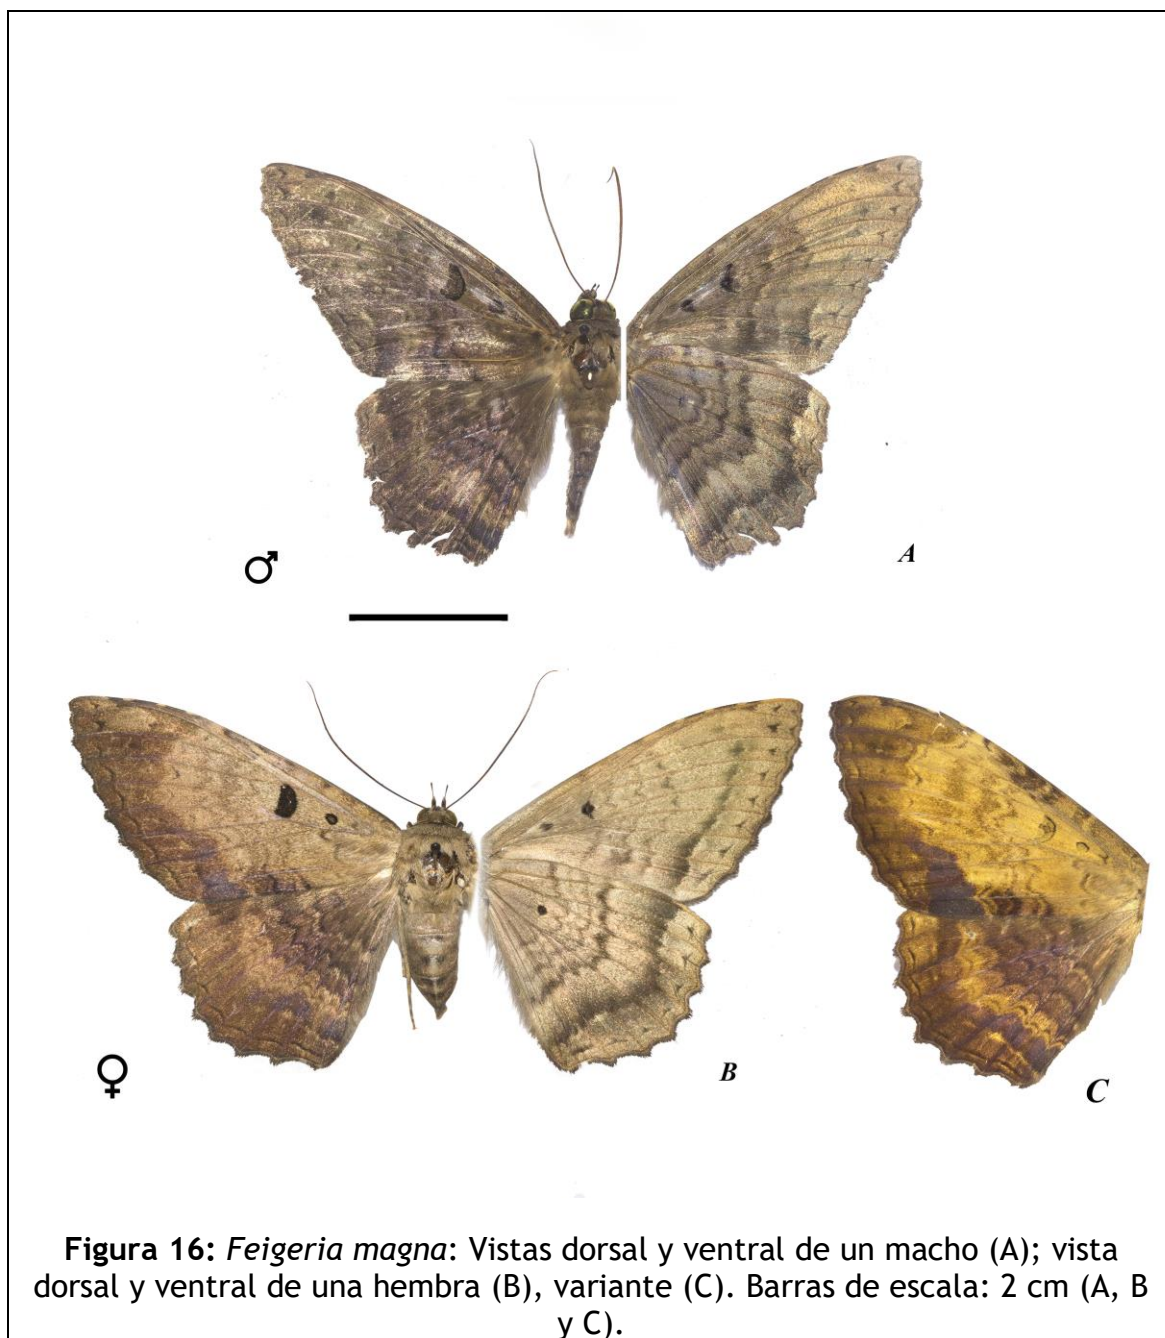 ♂
A
♀
B
C
Figura 16: Feigeria magna: Vistas dorsal y ventral de un macho (A); vista
dorsal y ventral de una hembra (B), variante (C). Barras de escala: 2 cm (A, B
y C).